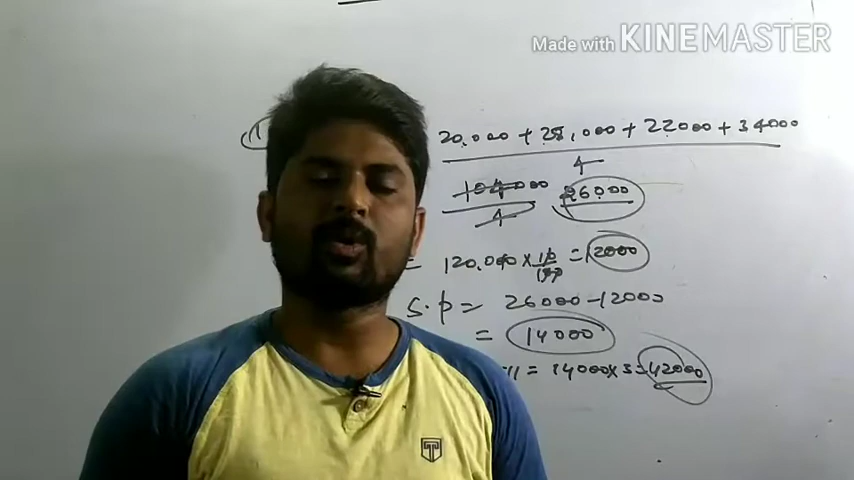 Made with KINEMASTER
(1)
20,000 + 28,000 + 22000 + 34000
4
104000
4
26000
= 120,000 × 10/100 = 12000
S.P = 26000 - 12000
= 14000
= 14000×3 = 42000